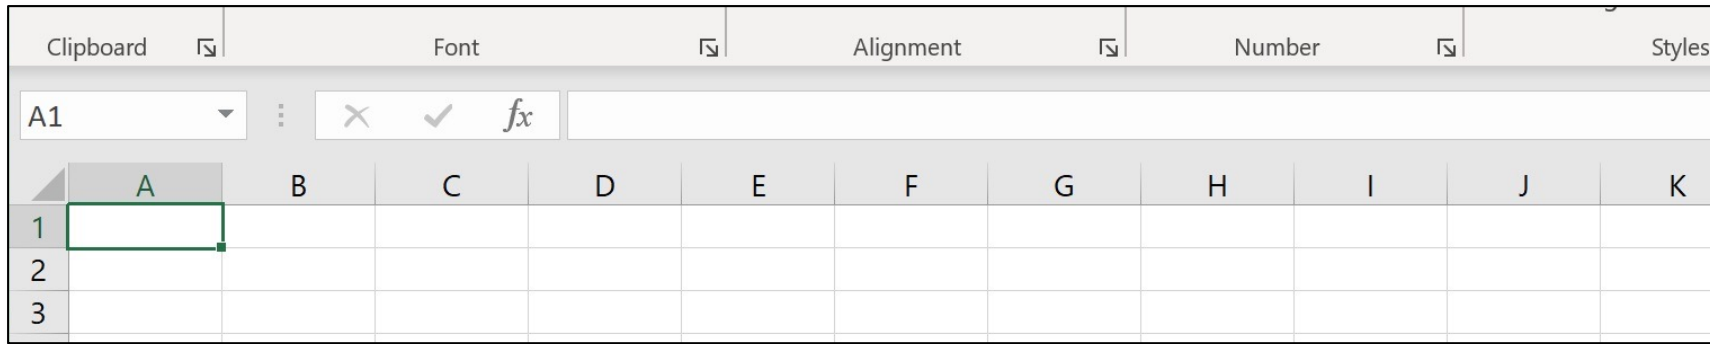 Clipboard Font Alignment Number Styles
A1 fx
A B C D E F G H I J K
1
2
3